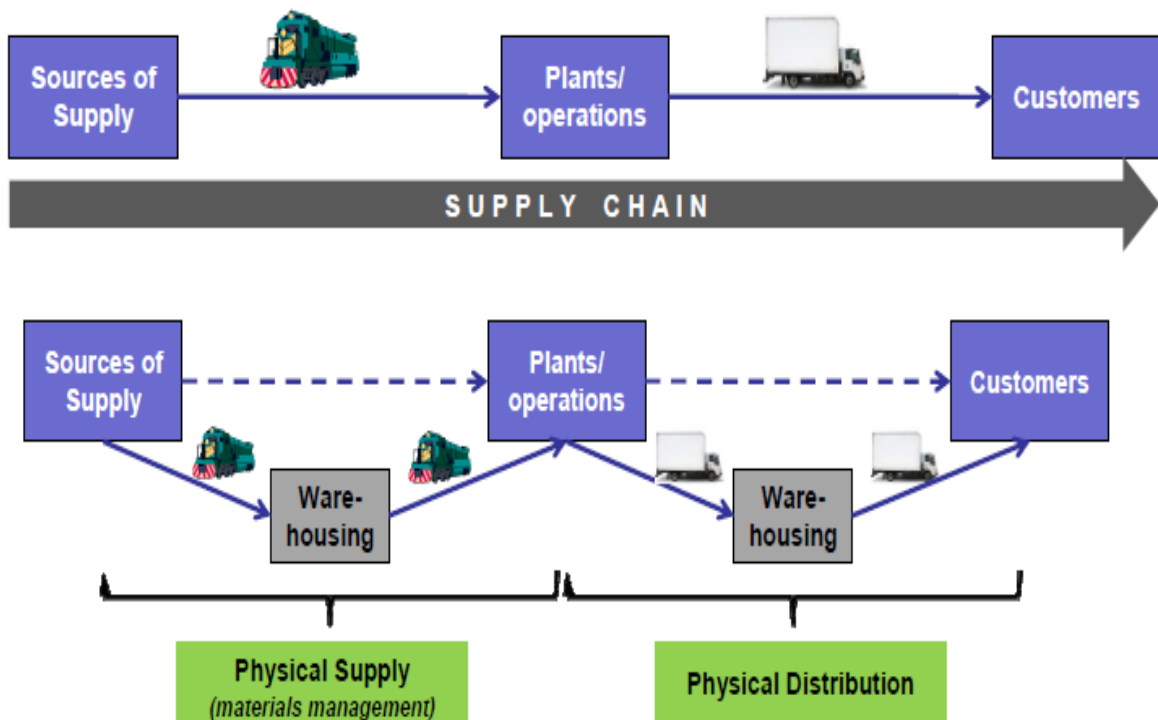 Sources of
Supply
Plants/
operations
Customers
SUPPLY CHAIN
Sources of
Supply
Plants/
operations
Customers
Ware-
housing
Ware-
housing
Physical Supply
(materials management)
Physical Distribution